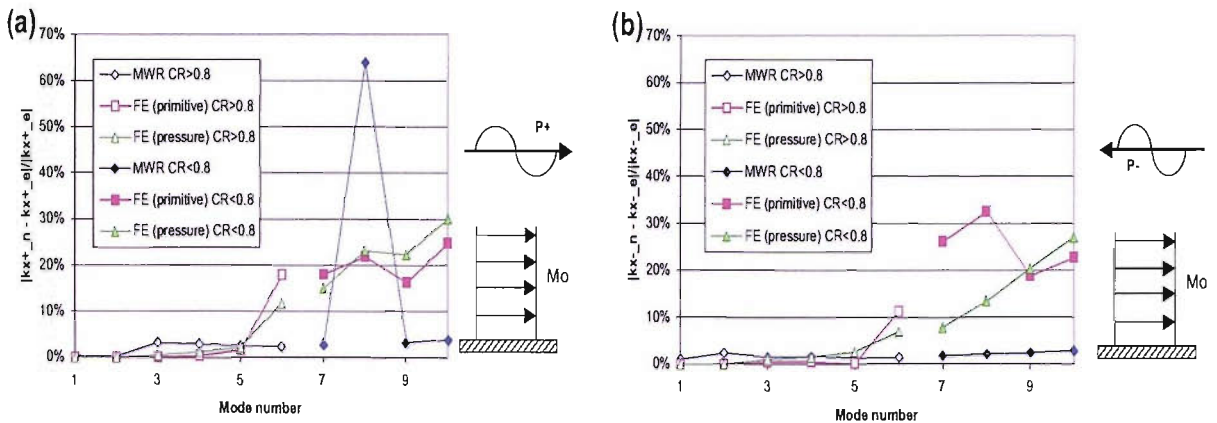 (a)
70%
60%
50%
40%
30%
20%
10%
0%
|kx+_n - kx+_e|/|kx+_e|
MWR CR>0.8
FE (primitive) CR>0.8
FE (pressure) CR>0.8
MWR CR<0.8
FE (primitive) CR<0.8
FE (pressure) CR<0.8
1
3
5
7
9
Mode number
P+
Mo
(b)
70%
60%
50%
40%
30%
20%
10%
0%
|kx-_n - kx-_e|/|kx-_e|
MWR CR>0.8
FE (primitive) CR>0.8
FE (pressure) CR>0.8
MWR CR<0.8
FE (primitive) CR<0.8
FE (pressure) CR<0.8
1
3
5
7
9
Mode number
P-
Mo